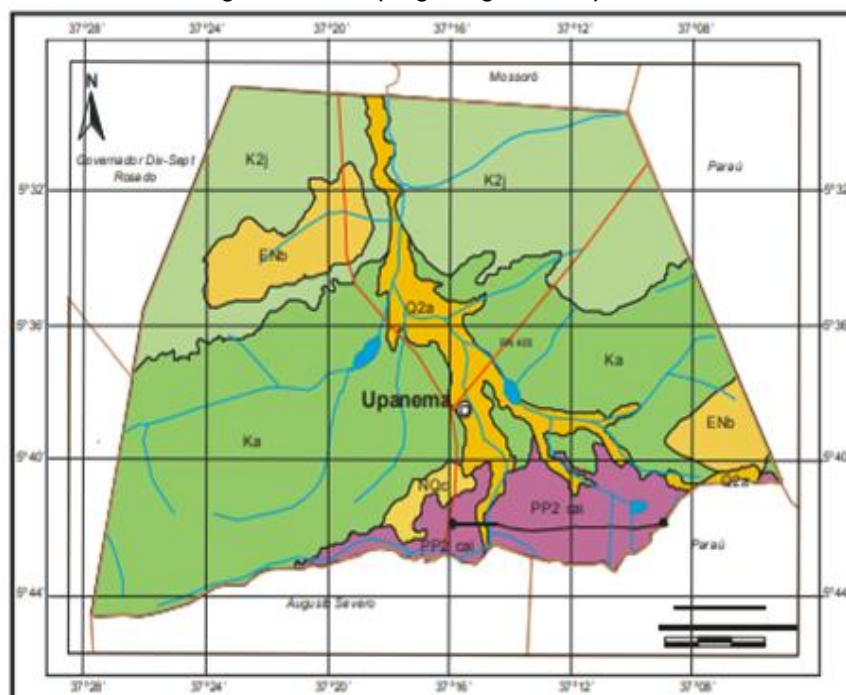 37°28' 37°20' 37°16' 37°12' 37°08'
Mossoró
N
Governador Dix-Sept
Rosado
K2j
K2j
Paraú
5°32' 5°32'
ENb
Q2a
5°36' 5°36'
Ka
Upanema
ENb
Ka
5°40' 5°40'
NQc
Q2a
PP2 cai
PP2 cai
Paraú
5°44' 5°44'
Augusto Severo
37°28' 37°24' 37°20' 37°16' 37°12' 37°08'